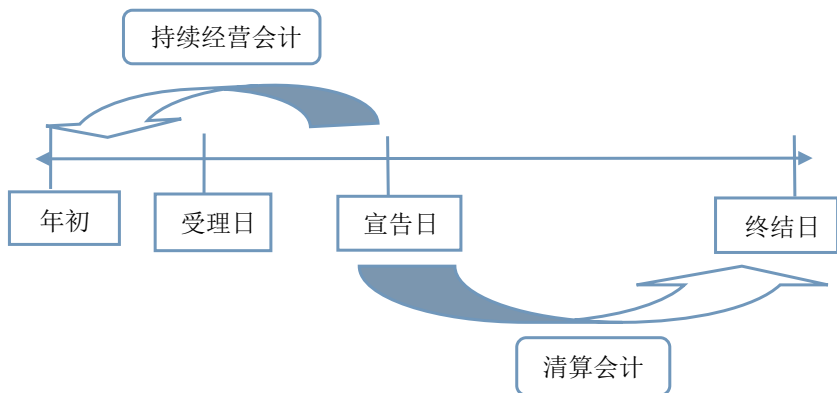 持续经营会计
年初
受理日
宣告日
终结日
清算会计